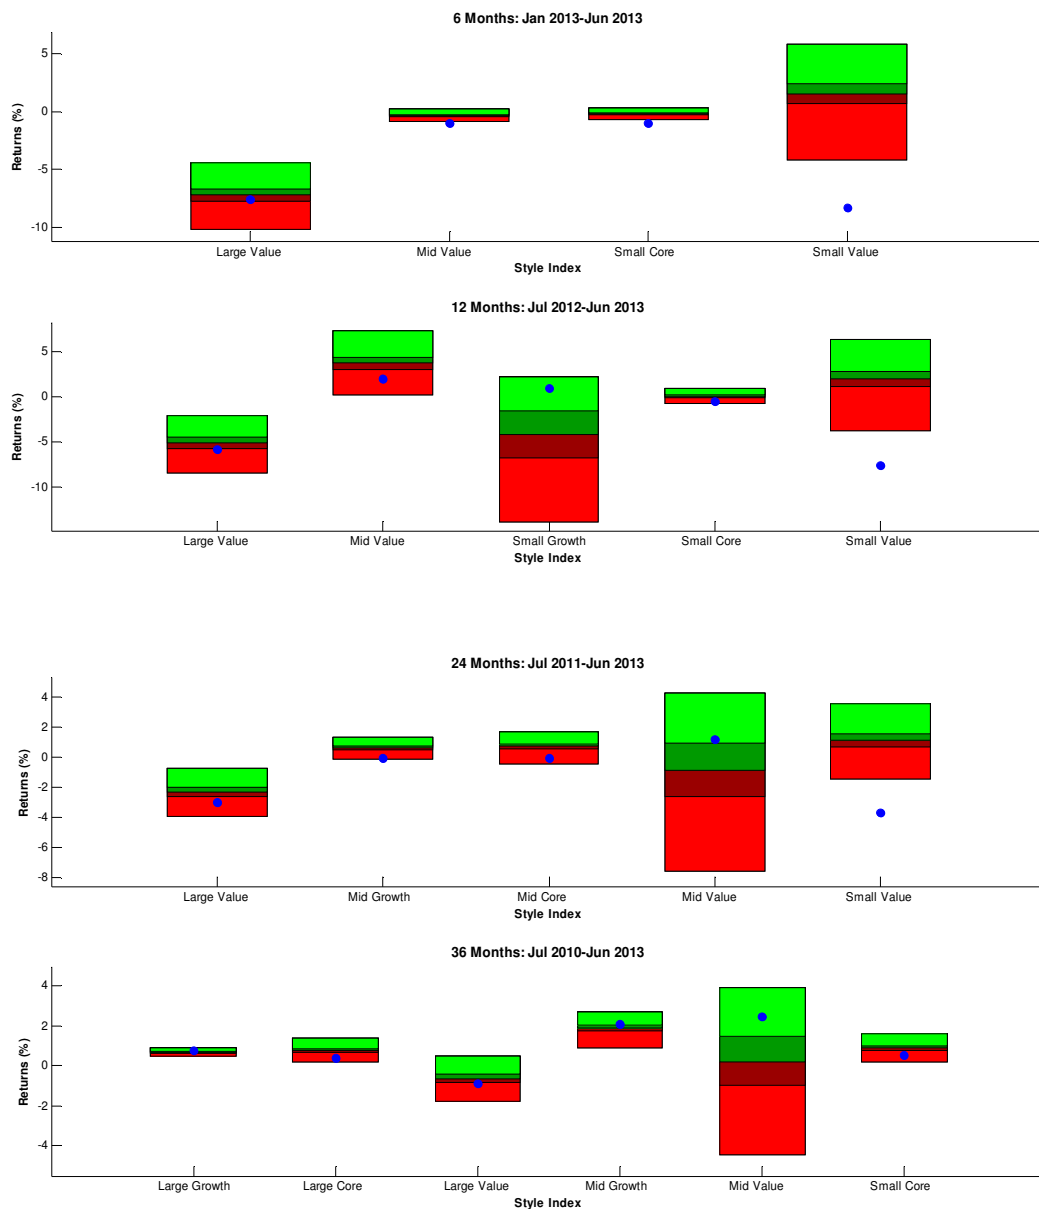 6 Months: Jan 2013-Jun 2013
5
0
-5
-10
Returns (%)
Large Value Mid Value Small Core Small Value
Style Index
12 Months: Jul 2012-Jun 2013
5
0
-5
-10
Returns (%)
Large Value Mid Value Small Growth Small Core Small Value
Style Index
24 Months: Jul 2011-Jun 2013
4
2
0
-2
-4
-6
-8
Returns (%)
Large Value Mid Growth Mid Core Mid Value Small Value
Style Index
36 Months: Jul 2010-Jun 2013
4
2
0
-2
-4
Returns (%)
Large Growth Large Core Large Value Mid Growth Mid Value Small Core
Style Index